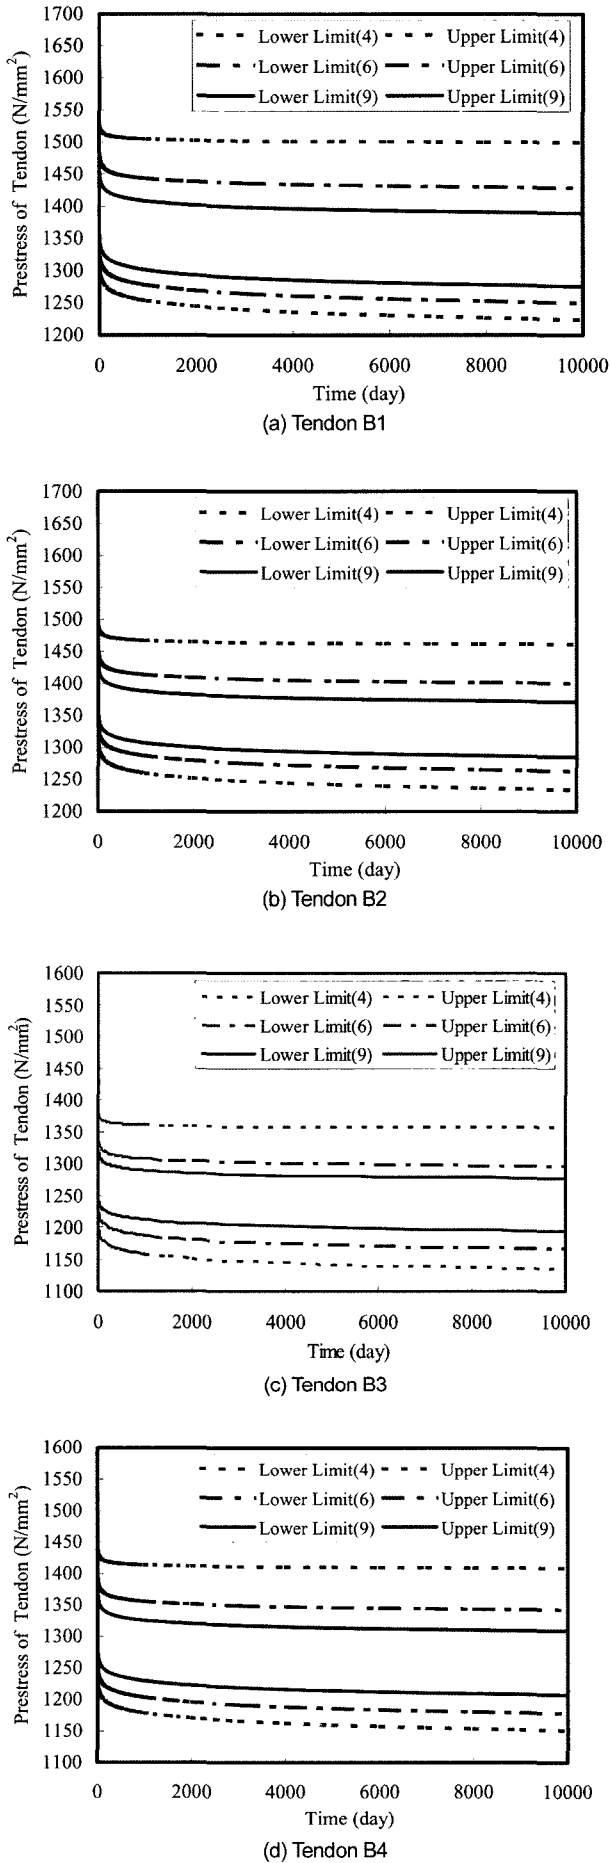 1700
1650
1600
1550
1500
1450
1400
1350
1300
1250
1200
Prestress of Tendon (N/mm²)
Lower Limit(4) Upper Limit(4)
Lower Limit(6) Upper Limit(6)
Lower Limit(9) Upper Limit(9)
0 2000 4000 6000 8000 10000
Time (day)
(a) Tendon B1
1700
1650
1600
1550
1500
1450
1400
1350
1300
1250
1200
Prestress of Tendon (N/mm²)
Lower Limit(4) Upper Limit(4)
Lower Limit(6) Upper Limit(6)
Lower Limit(9) Upper Limit(9)
0 2000 4000 6000 8000 10000
Time (day)
(b) Tendon B2
1600
1550
1500
1450
1400
1350
1300
1250
1200
1150
1100
Prestress of Tendon (N/mm²)
Lower Limit(4) Upper Limit(4)
Lower Limit(6) Upper Limit(6)
Lower Limit(9) Upper Limit(9)
0 2000 4000 6000 8000 10000
Time (day)
(c) Tendon B3
1600
1550
1500
1450
1400
1350
1300
1250
1200
1150
1100
Prestress of Tendon (N/mm²)
Lower Limit(4) Upper Limit(4)
Lower Limit(6) Upper Limit(6)
Lower Limit(9) Upper Limit(9)
0 2000 4000 6000 8000 10000
Time (day)
(d) Tendon B4